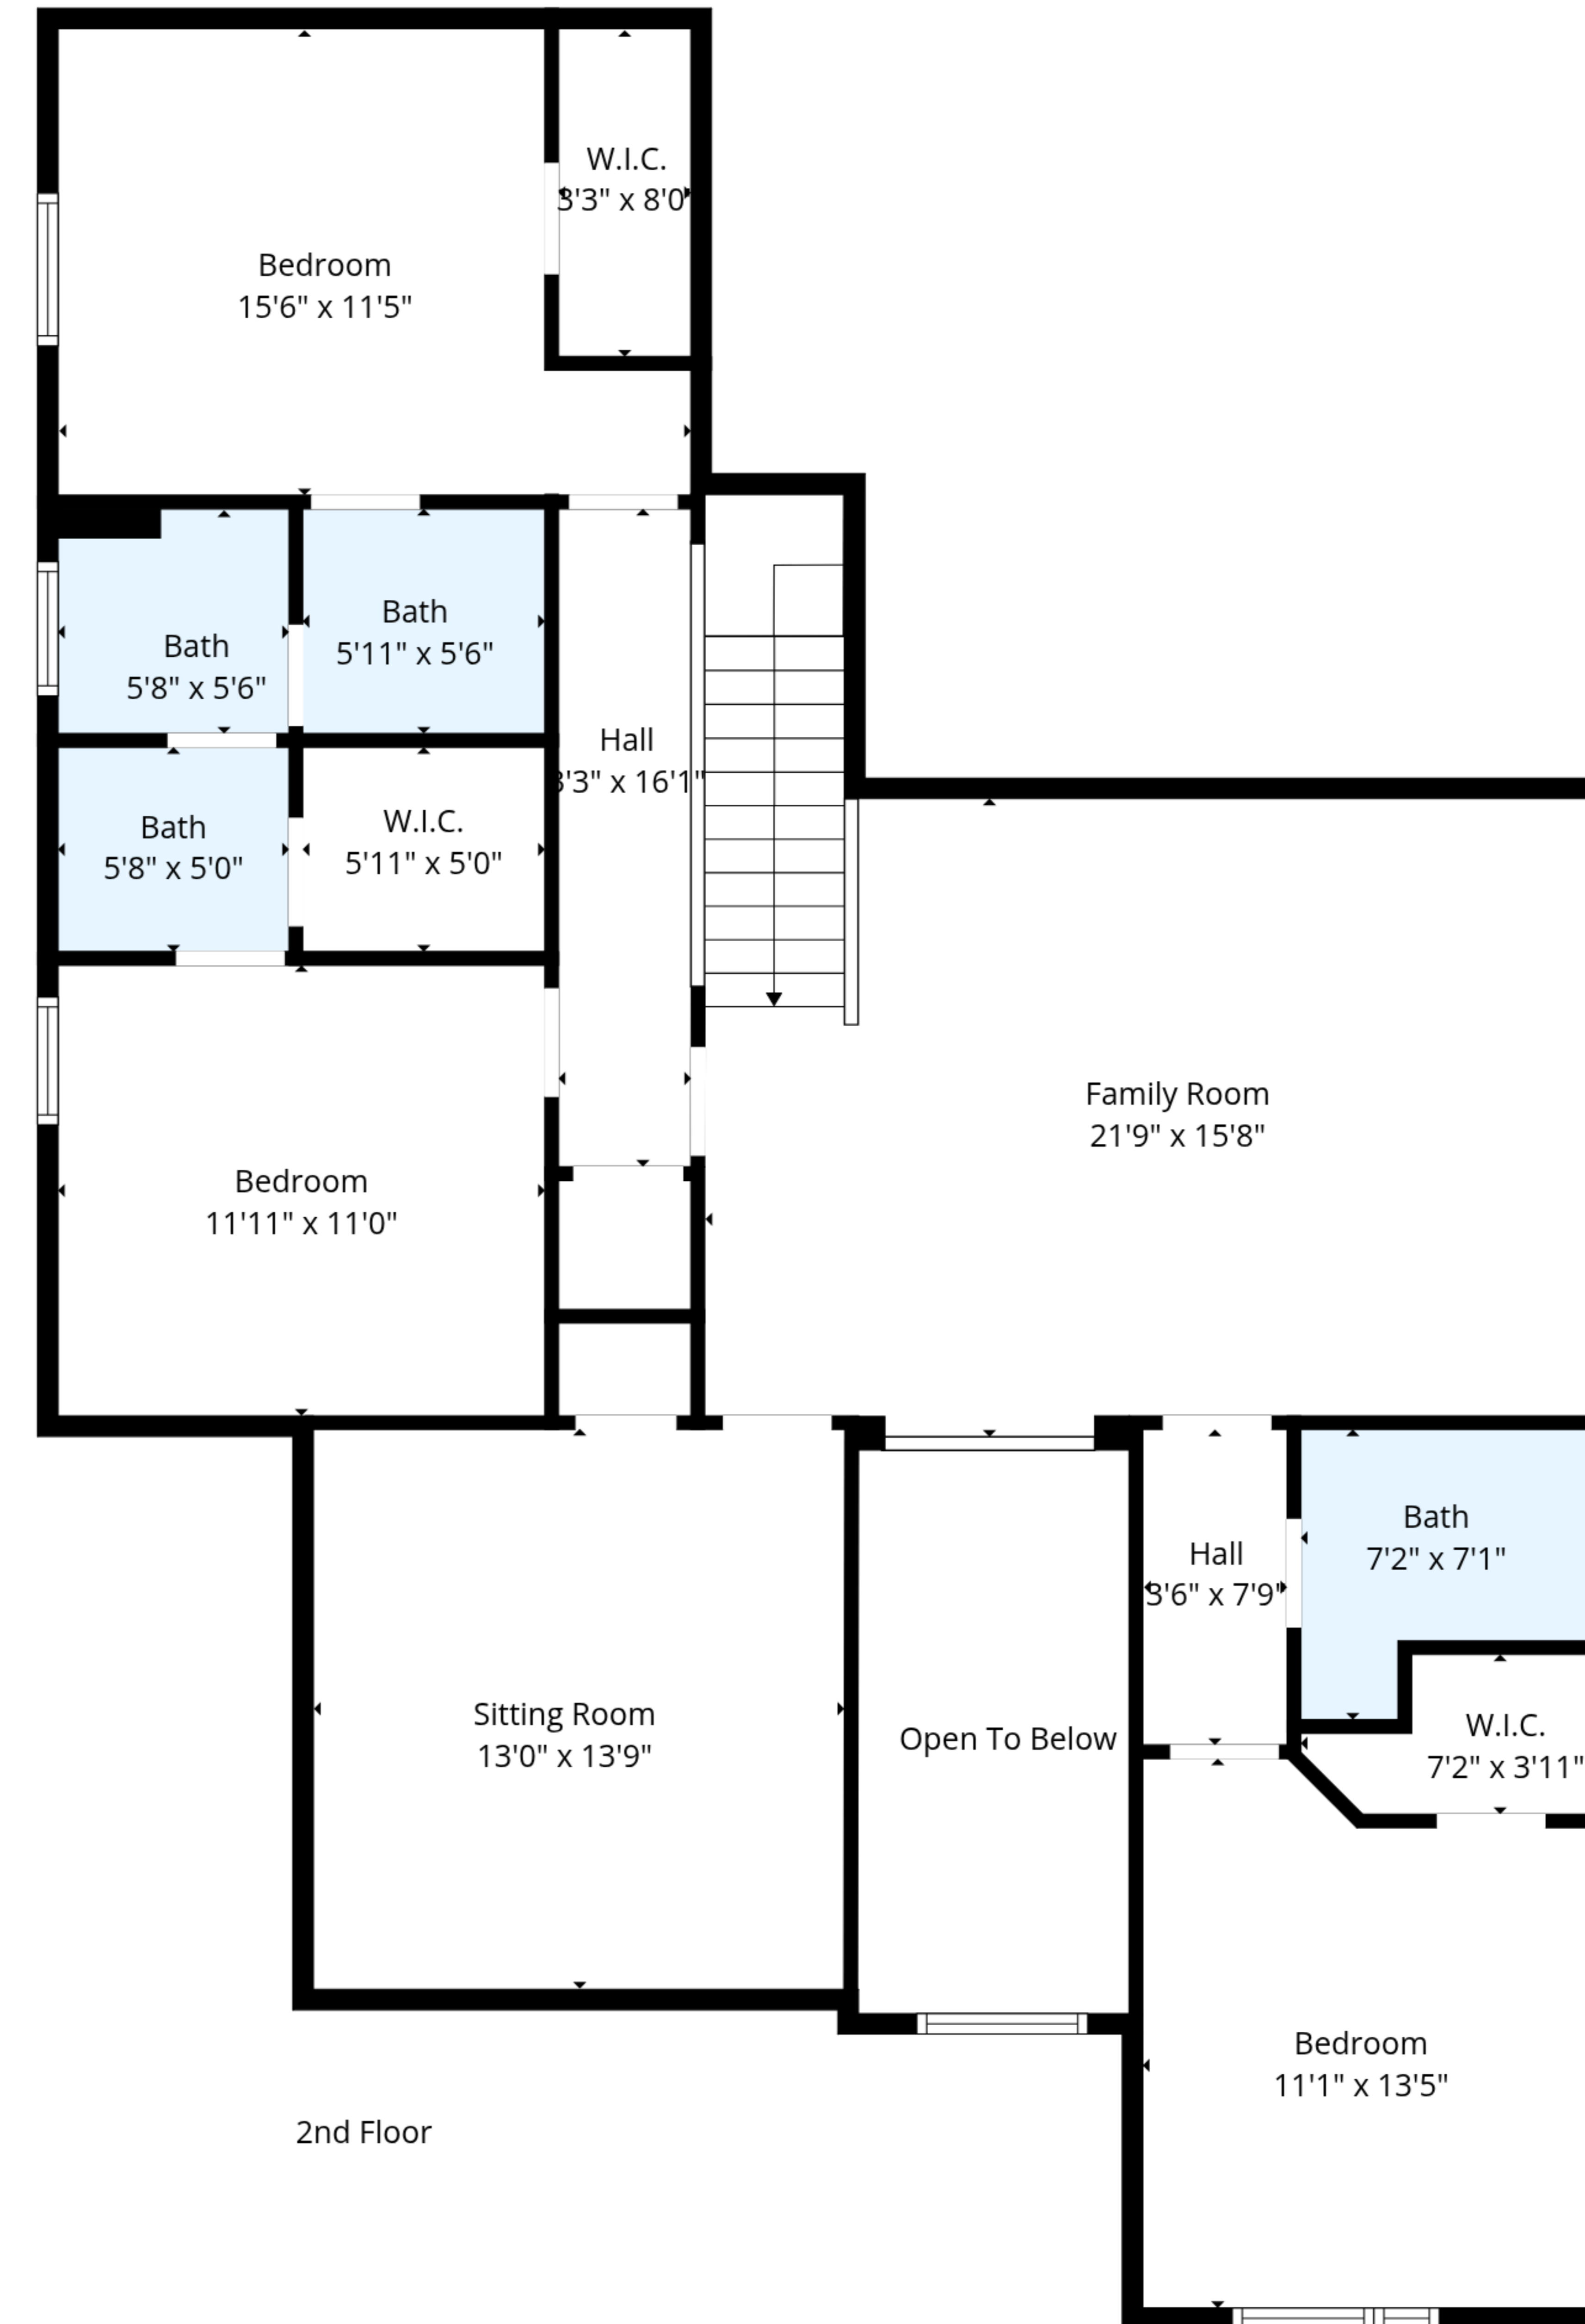 W.I.C.
3'3" x 8'0
Bedroom
15'6" x 11'5"
Bath
5'11" x 5'6"
Bath
5'8" x 5'6"
Hall
3'3" x 16'1"
W.I.C.
5'11" x 5'0"
Bath
5'8" x 5'0"
Family Room
21'9" x 15'8"
Bedroom
11'11" x 11'0"
Bath
7'2" x 7'1"
Hall
3'6" x 7'9"
Sitting Room
13'0" x 13'9"
Open To Below
W.I.C.
7'2" x 3'11"
Bedroom
11'1" x 13'5"
2nd Floor